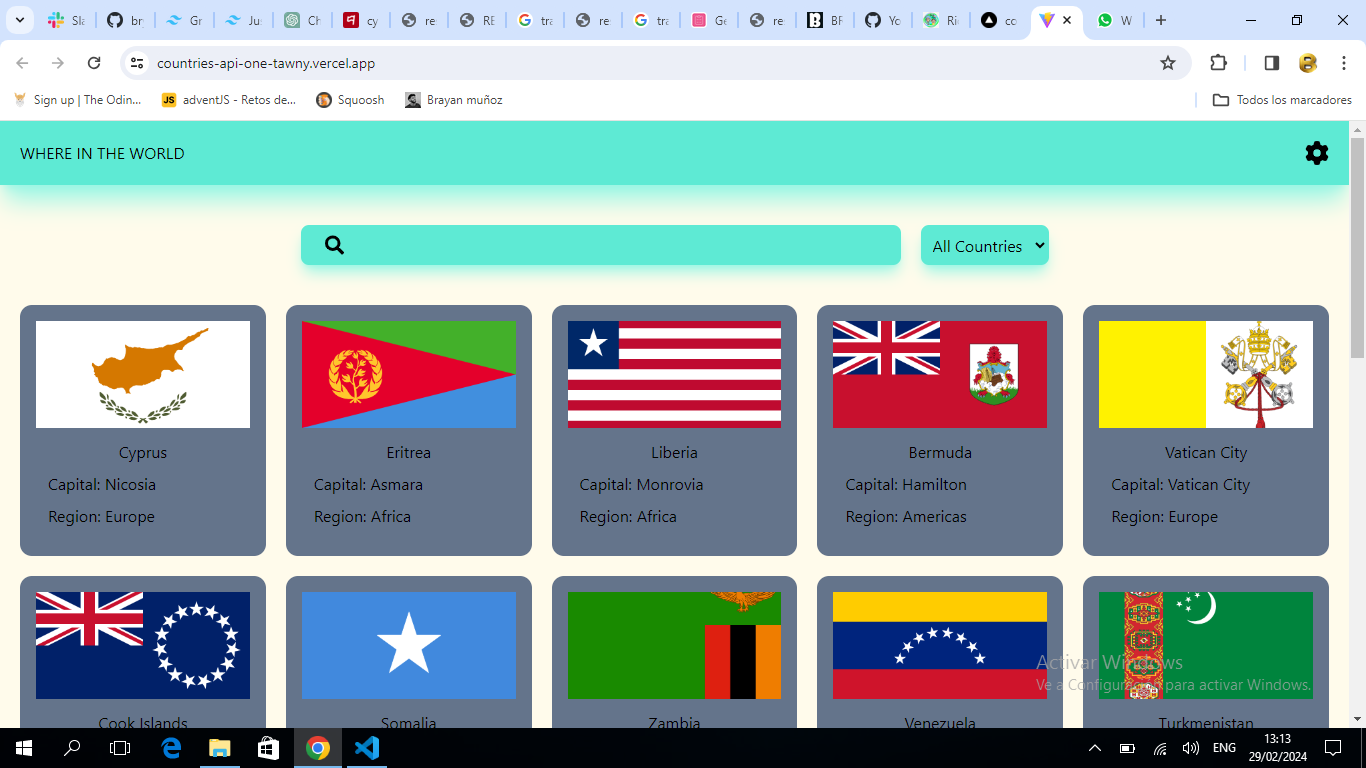 Sl
br
Gr
Ju
Ch
cy
re
RE
tra
re
tra
Ge
re
BF
Yo
Ri
co
W
countries-api-one-tawny.vercel.app
Sign up | The Odin...
JS
adventJS - Retos de...
Squoosh
Brayan muñoz
Todos los marcadores
WHERE IN THE WORLD
All Countries
Cyprus
Capital: Nicosia
Region: Europe
Eritrea
Capital: Asmara
Region: Africa
Liberia
Capital: Monrovia
Region: Africa
Bermuda
Capital: Hamilton
Region: Americas
Vatican City
Capital: Vatican City
Region: Europe
Cook Islands
Somalia
Zambia
Venezuela
Turkmenistan
Activar Windows
Ve a Configuración para activar Windows.
ENG
13:13
29/02/2024